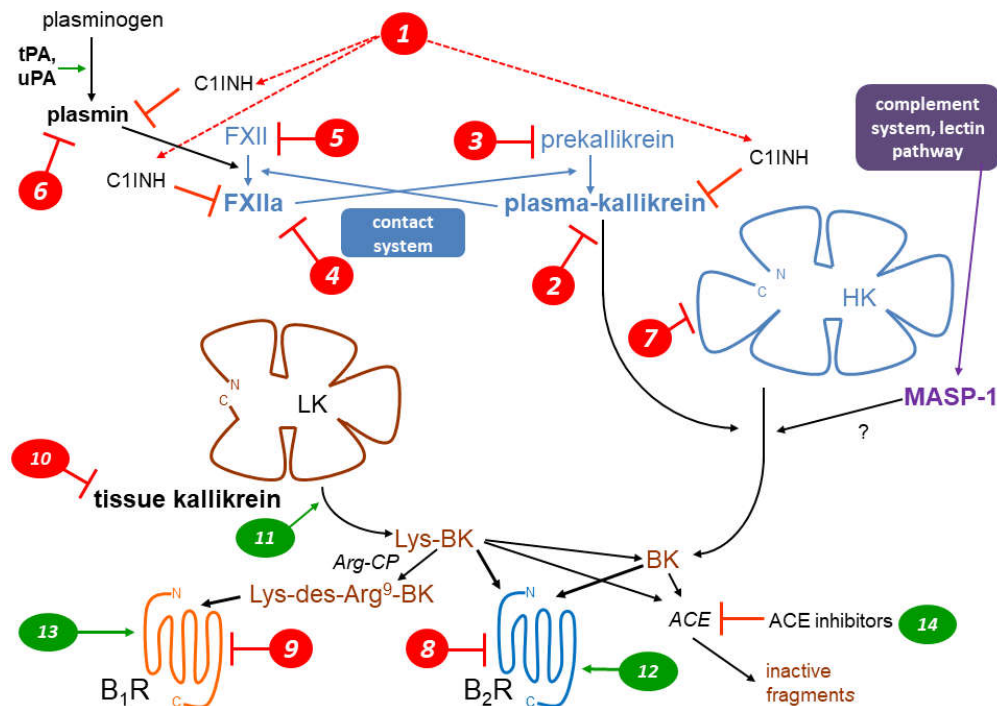 plasminogen
1
tPA,
uPA
C1INH
plasmin
complement
system, lectin
pathway
FXII
5
3
prekallikrein
C1INH
6
C1INH
FXIIa
plasma-kallikrein
contact
system
4
2
N
C
HK
7
N
C
LK
MASP-1
?
10
tissue kallikrein
11
Lys-BK
Arg-CP
BK
Lys-des-Arg⁹-BK
N
N
13
9
8
12
ACE
ACE inhibitors
14
B₁R
C
B₂R
C
inactive
fragments